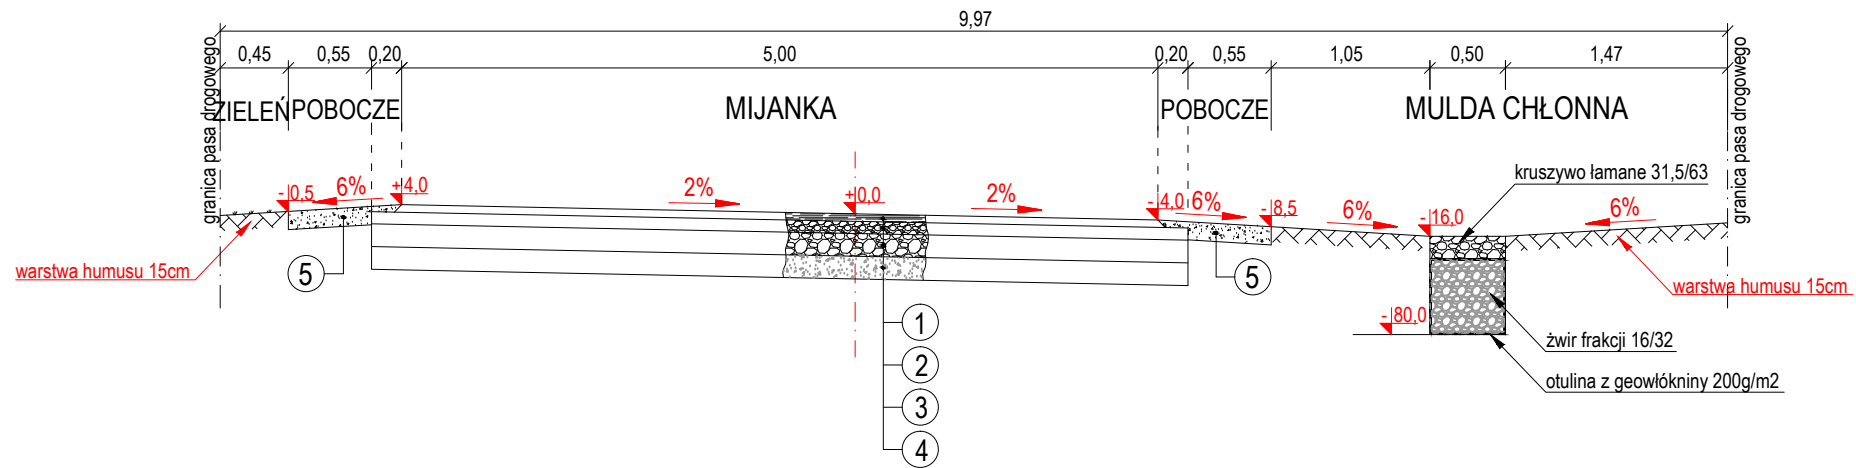 9,97
0,45 0,55 0,20 5,00 0,20 0,55 1,05 0,50 1,47
granica pasa drogowego
ZIELEŃ POBOCZE MIJANKA POBOCZE MULDA CHŁONNA
granica pasa drogowego
kruszywo łamane 31,5/63
-0,5 6% +4,0 2% +0,0 2% -4,0 6% -8,5 6% -16,0 6%
warstwa humusu 15cm
5
5
warstwa humusu 15cm
-80,0
1
żwir frakcji 16/32
2
otulina z geowłókniny 200g/m2
3
4